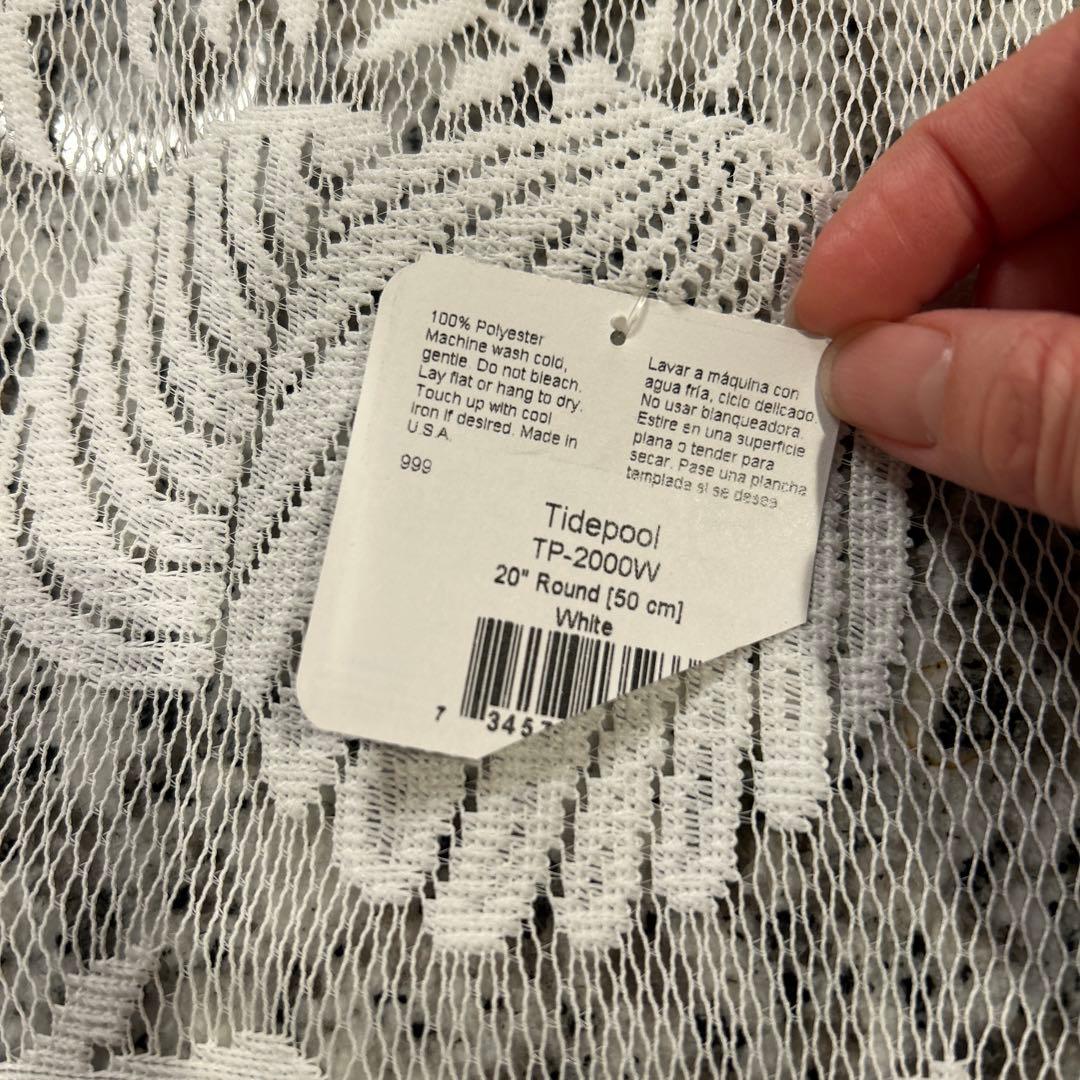 100% Polyester
Machine wash cold,
gentle. Do not bleach.
Lay flat or hang to dry.
Touch up with cool
iron if desired. Made in
U.S.A.
999
Lavar a máquina con
agua fría, ciclo delicado.
No usar blanqueadora.
Estire en una superficie
plana o tender para
secar. Pase una plancha
templada si se desea
Tidepool
TP-2000W
20" Round [50 cm]
White
7 3457